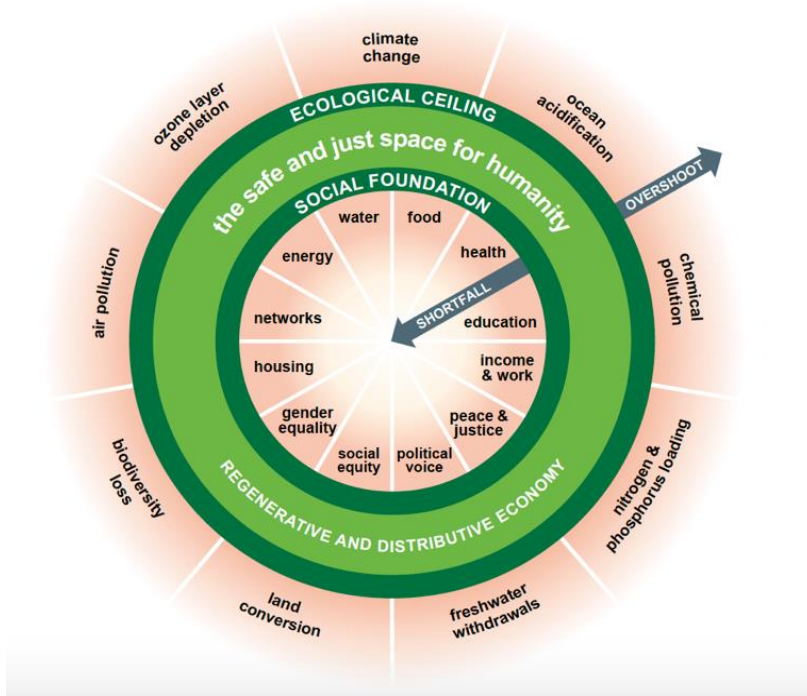 climate
change
ozone layer
depletion
ocean
acidification
ECOLOGICAL CEILING
the safe and just space for humanity
SOCIAL FOUNDATION
OVERSHOOT
water
food
energy
health
air pollution
chemical
pollution
SHORTFALL
networks
education
housing
income
& work
gender
equality
peace &
justice
social
equity
political
voice
biodiversity
loss
nitrogen &
phosphorus loading
REGENERATIVE AND DISTRIBUTIVE ECONOMY
land
conversion
freshwater
withdrawals